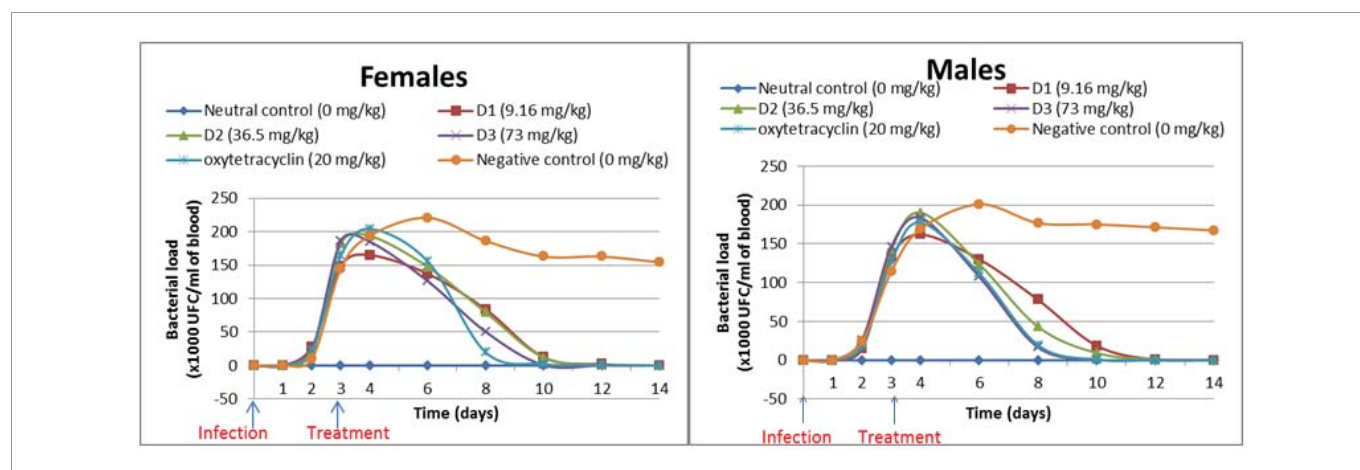 Females
Neutral control (0 mg/kg)
D1 (9.16 mg/kg)
D2 (36.5 mg/kg)
D3 (73 mg/kg)
oxytetracyclin (20 mg/kg)
Negative control (0 mg/kg)
Bacterial load
(x1000 UFC/ml of blood)
250
200
150
100
50
0
-50
1 2 3 4 6 8 10 12 14
Time (days)
Infection
Treatment
Males
Neutral control (0 mg/kg)
D1 (9.16 mg/kg)
D2 (36.5 mg/kg)
D3 (73 mg/kg)
oxytetracyclin (20 mg/kg)
Negative control (0 mg/kg)
Bacterial load
(x1000 UFC/ml of blood)
250
200
150
100
50
0
-50
1 2 3 4 6 8 10 12 14
Time (days)
Infection
Treatment